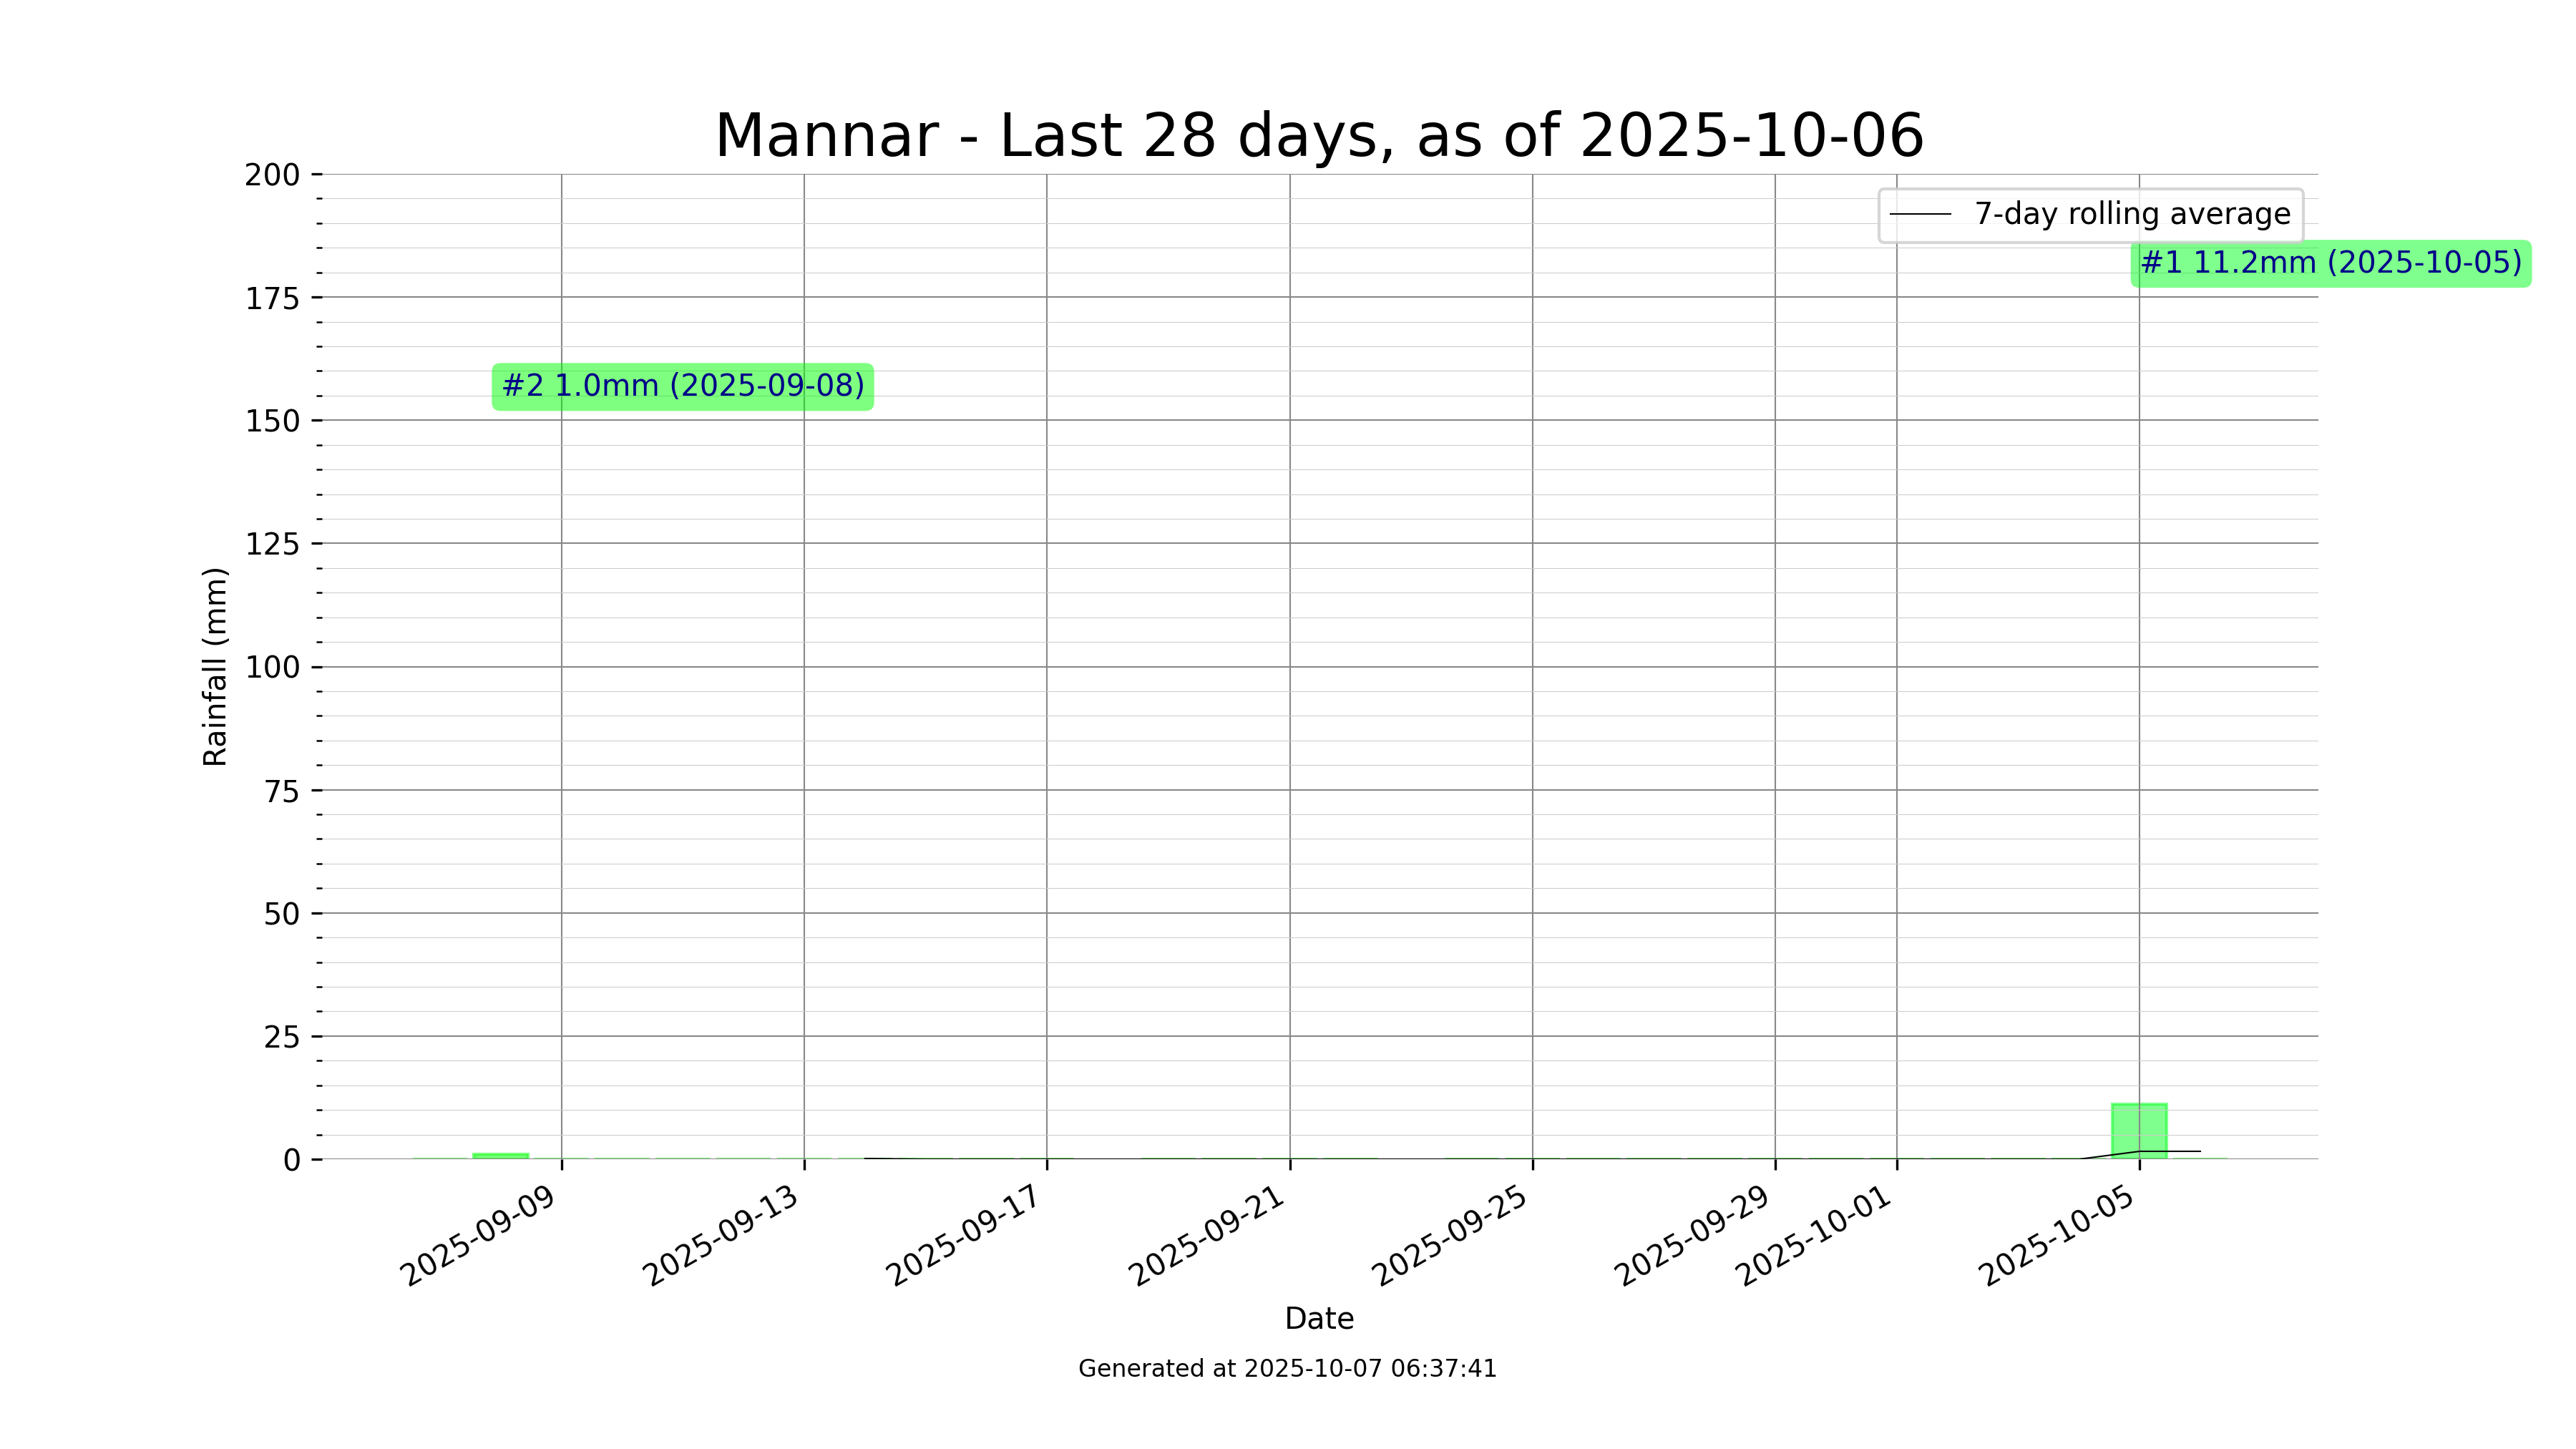 Mannar - Last 28 days, as of 2025-10-06
7-day rolling average
#1 11.2mm (2025-10-05)
#2 1.0mm (2025-09-08)
Rainfall (mm)
200
175
150
125
100
75
50
25
0
2025-09-09
2025-09-13
2025-09-17
2025-09-21
2025-09-25
2025-09-29
2025-10-01
2025-10-05
Date
Generated at 2025-10-07 06:37:41